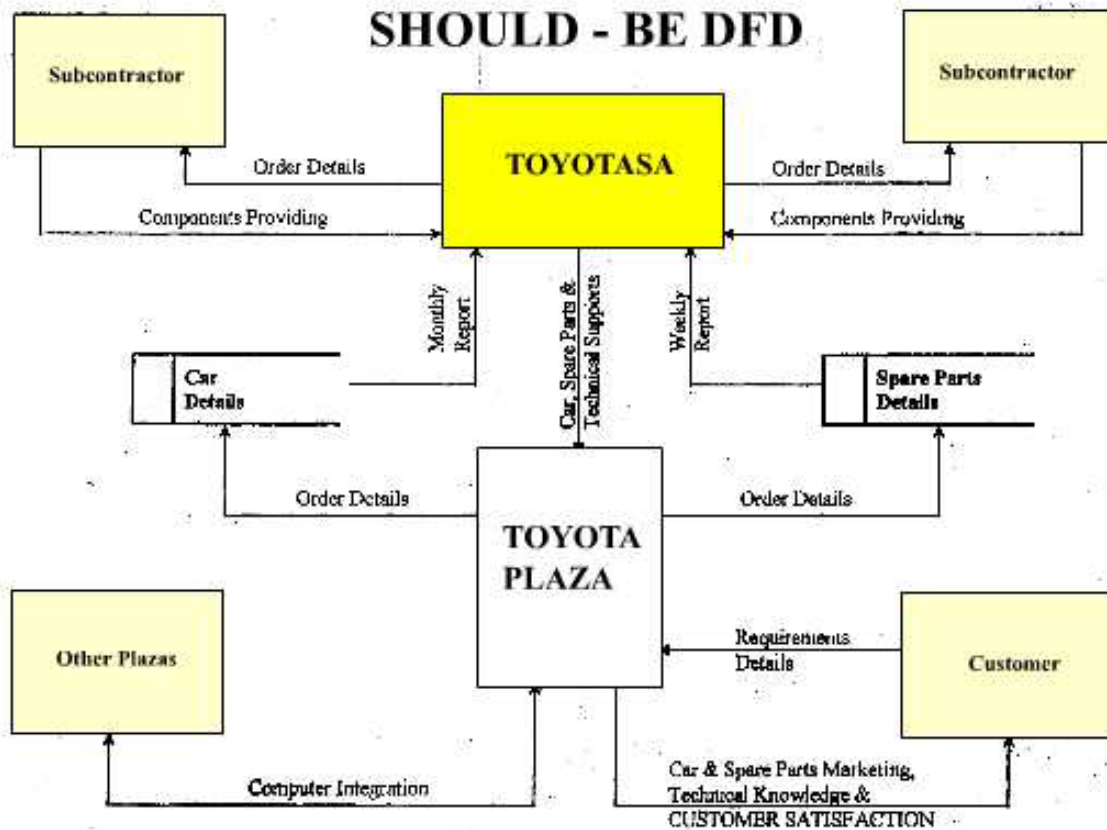 SHOULD - BE DFD
Subcontractor
Subcontractor
TOYOTASA
Order Details
Order Details
Components Providing
Components Providing
Monthly
Report
Car, Spare Parts &
Technical Supports
Weekly
Report
Car
Details
Spare Parts
Details
Order Details
Order Details
TOYOTA
PLAZA
Other Plazas
Requirements
Details
Customer
Computer Integration
Car & Spare Parts Marketing,
Technical Knowledge &
CUSTOMER SATISFACTION